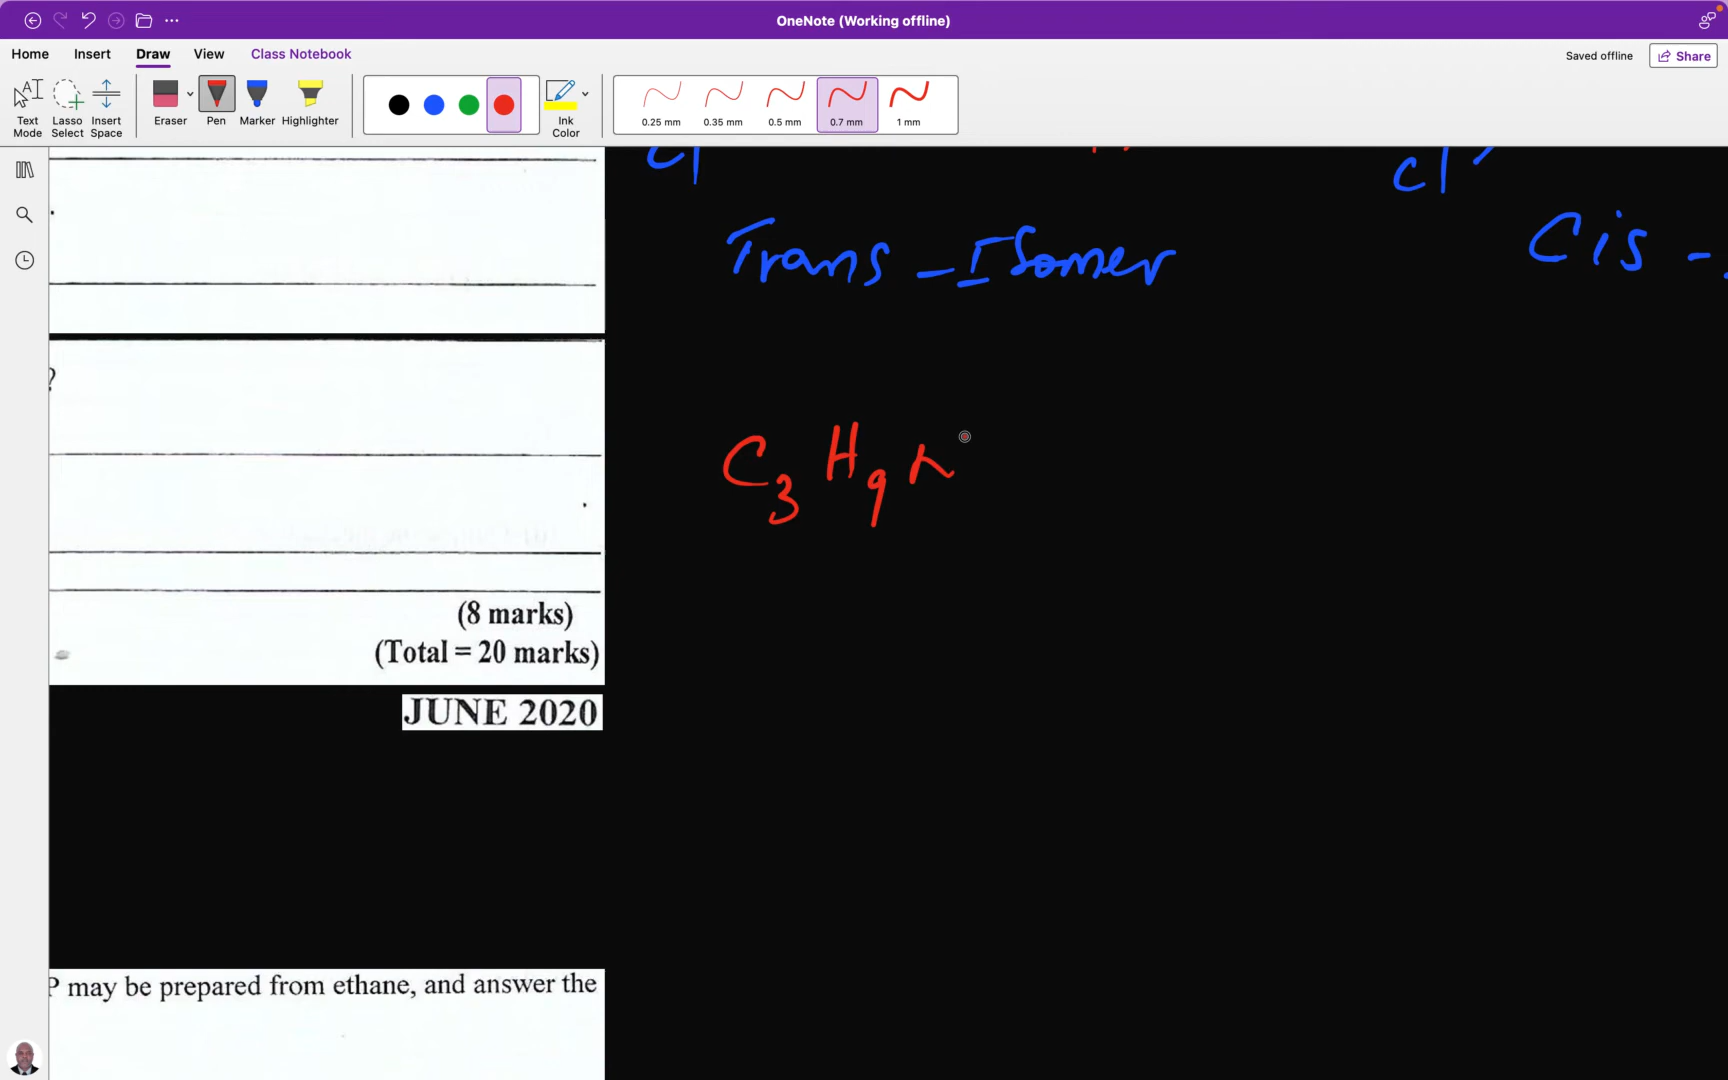 OneNote (Working offline)
Home Insert Draw View Class Notebook
Saved offline Share
Text Mode Lasso Select Insert Space Eraser Pen Marker Highlighter Ink Color 0.25 mm 0.35 mm 0.5 mm 0.7 mm 1 mm
cl cl
Trans - Isomer Cis -
?
C3 H9 N
(8 marks)
(Total = 20 marks)
JUNE 2020
P may be prepared from ethane, and answer the